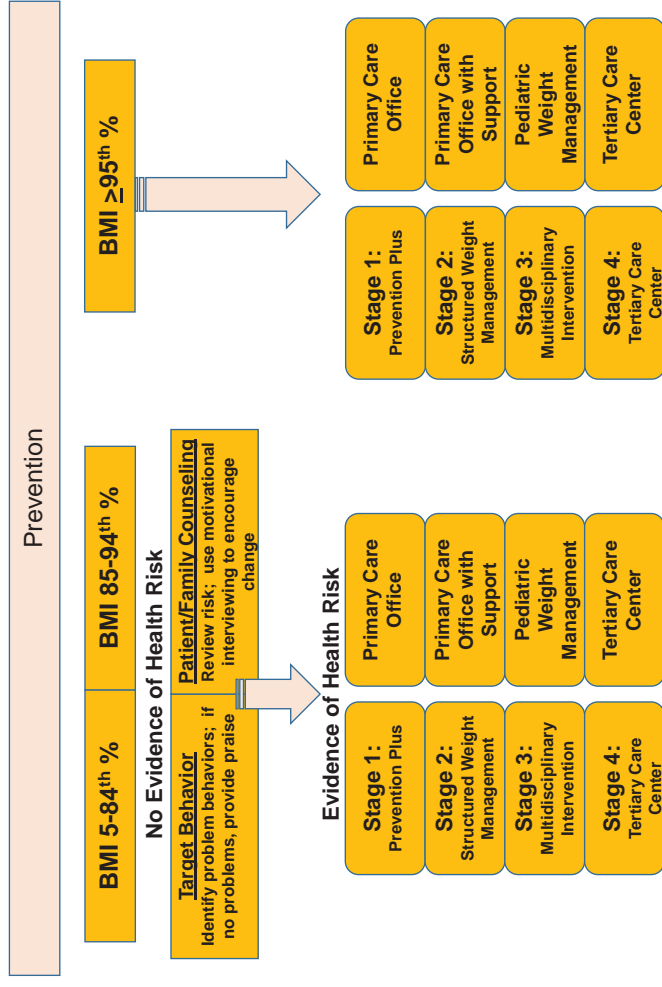 Prevention
BMI 5-84th %
BMI 85-94th %
BMI ≥95th %
No Evidence of Health Risk
Target Behavior
Identify problem behaviors; if
no problems, provide praise
Patient/Family Counseling
Review risk; use motivational
interviewing to encourage
change
Evidence of Health Risk
Stage 1:
Prevention Plus
Primary Care
Office
Stage 2:
Structured Weight
Management
Primary Care
Office with
Support
Stage 3:
Multidisciplinary
Intervention
Pediatric
Weight
Management
Stage 4:
Tertiary Care
Center
Tertiary Care
Center
Stage 1:
Prevention Plus
Primary Care
Office
Stage 2:
Structured Weight
Management
Primary Care
Office with
Support
Stage 3:
Multidisciplinary
Intervention
Pediatric
Weight
Management
Stage 4:
Tertiary Care
Center
Tertiary Care
Center